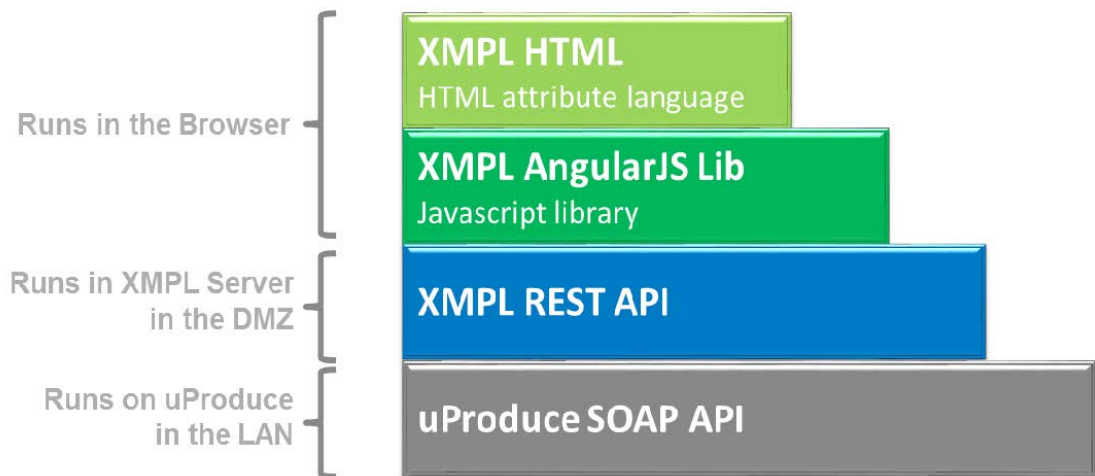 XMPL HTML
HTML attribute language
Runs in the Browser
XMPL AngularJS Lib
Javascript library
Runs in XMPL Server
in the DMZ
XMPL REST API
Runs on uProduce
in the LAN
uProduce SOAP API